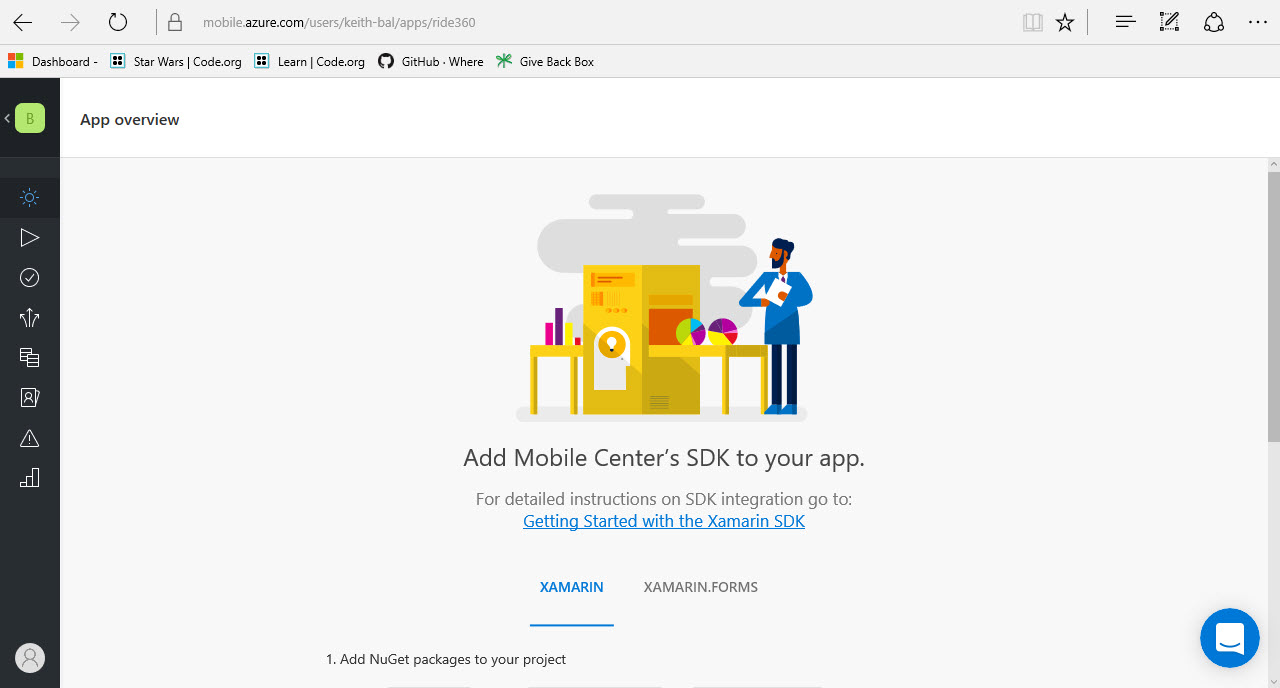 mobile.azure.com/users/keith-bal/apps/ride360
Dashboard - Star Wars | Code.org Learn | Code.org GitHub · Where Give Back Box
B
App overview
Add Mobile Center’s SDK to your app.
For detailed instructions on SDK integration go to:
Getting Started with the Xamarin SDK
XAMARIN XAMARIN.FORMS
1. Add NuGet packages to your project